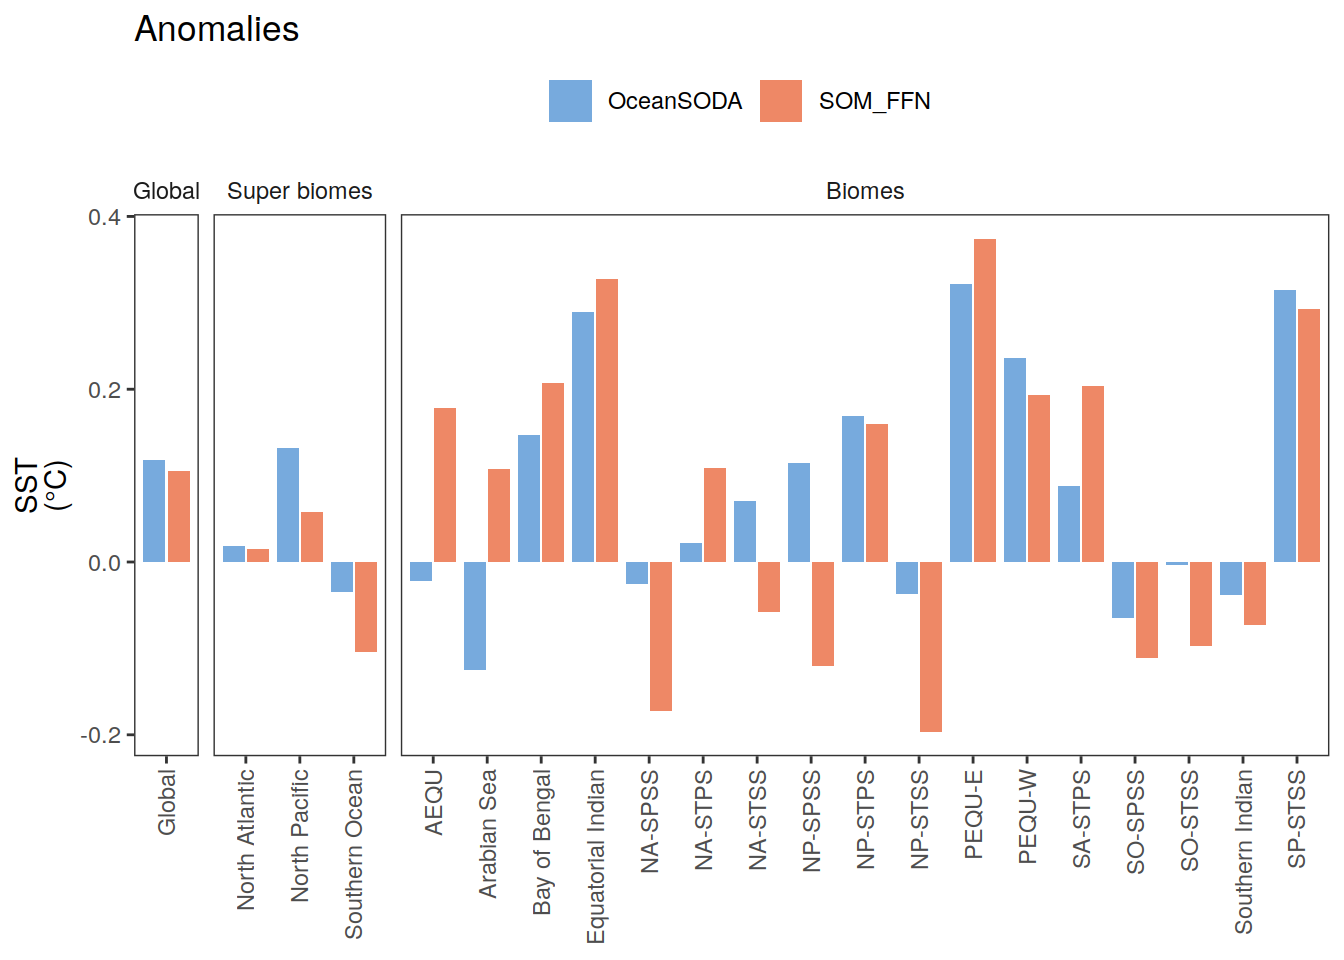 Anomalies
OceanSODA
SOM_FFN
Global
Super biomes
Biomes
SST
(°C)
0.4
0.2
0.0
-0.2
Global
North Atlantic
North Pacific
Southern Ocean
AEQU
Arabian Sea
Bay of Bengal
Equatorial Indian
NA-SPSS
NA-STPS
NA-STSS
NP-SPSS
NP-STPS
NP-STSS
PEQU-E
PEQU-W
SA-STPS
SO-SPSS
SO-STSS
Southern Indian
SP-STSS